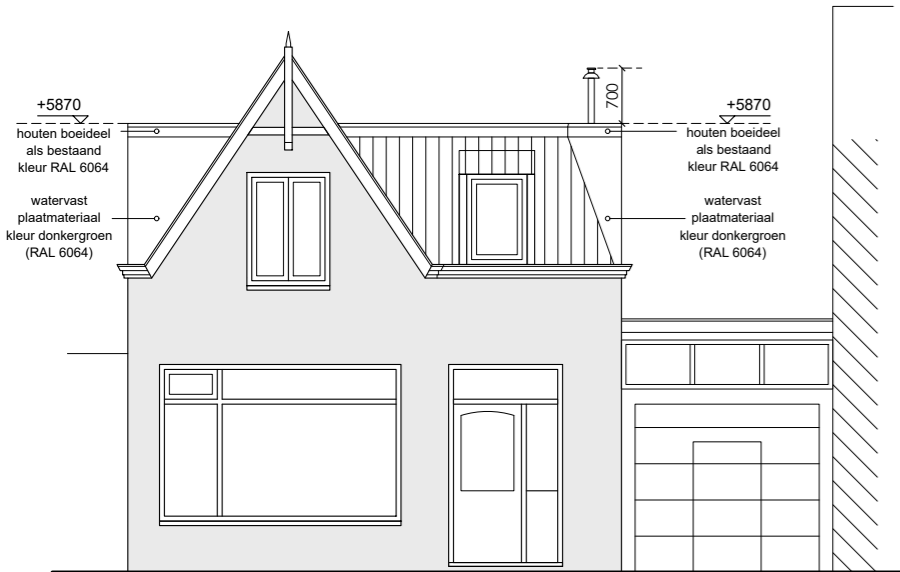 +5870
houten boeideel
als bestaand
kleur RAL 6064
watervast
plaatmateriaal
kleur donkergroen
(RAL 6064)
700
+5870
houten boeideel
als bestaand
kleur RAL 6064
watervast
plaatmateriaal
kleur donkergroen
(RAL 6064)